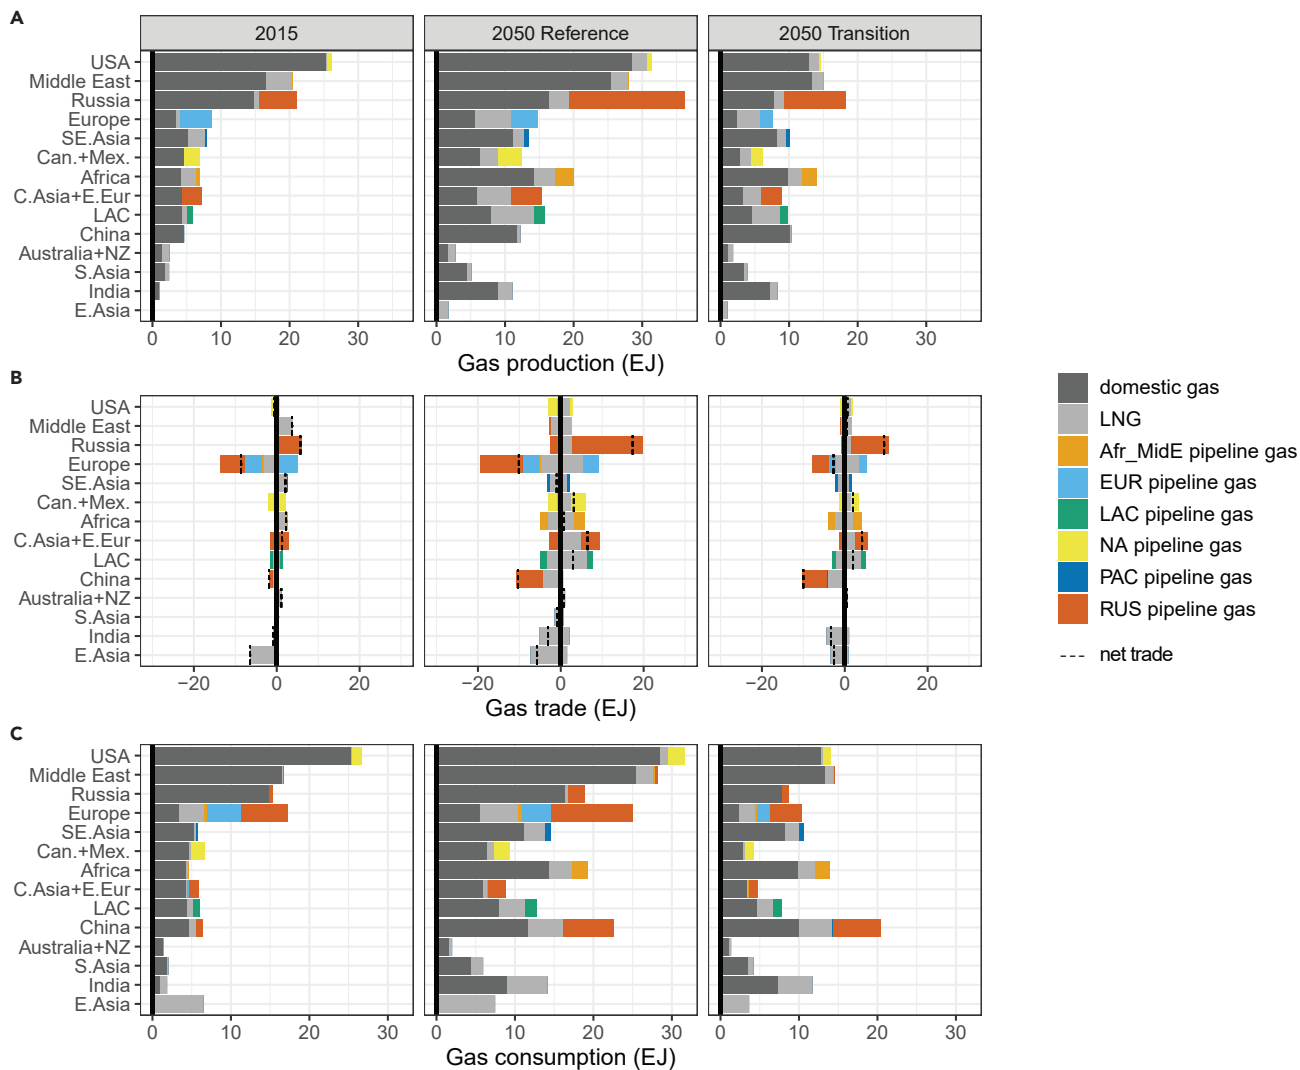 A
2015
2050 Reference
2050 Transition
USA
Middle East
Russia
Europe
SE.Asia
Can.+Mex.
Africa
C.Asia+E.Eur
LAC
China
Australia+NZ
S.Asia
India
E.Asia
0 10 20 30 0 10 20 30 0 10 20 30
Gas production (EJ)
B
USA
Middle East
Russia
Europe
SE.Asia
Can.+Mex.
Africa
C.Asia+E.Eur
LAC
China
Australia+NZ
S.Asia
India
E.Asia
−20 0 20 −20 0 20 −20 0 20
Gas trade (EJ)
domestic gas
LNG
Afr_MidE pipeline gas
EUR pipeline gas
LAC pipeline gas
NA pipeline gas
PAC pipeline gas
RUS pipeline gas
net trade
C
USA
Middle East
Russia
Europe
SE.Asia
Can.+Mex.
Africa
C.Asia+E.Eur
LAC
China
Australia+NZ
S.Asia
India
E.Asia
0 10 20 30 0 10 20 30 0 10 20 30
Gas consumption (EJ)